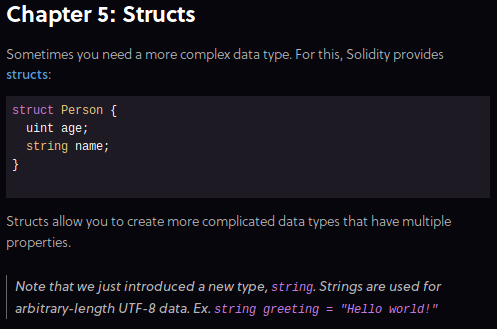 Chapter 5: Structs
Sometimes you need a more complex data type. For this, Solidity provides
structs:
struct Person {
  uint age;
  string name;
}
Structs allow you to create more complicated data types that have multiple
properties.
Note that we just introduced a new type, string. Strings are used for
arbitrary-length UTF-8 data. Ex. string greeting = "Hello world!"